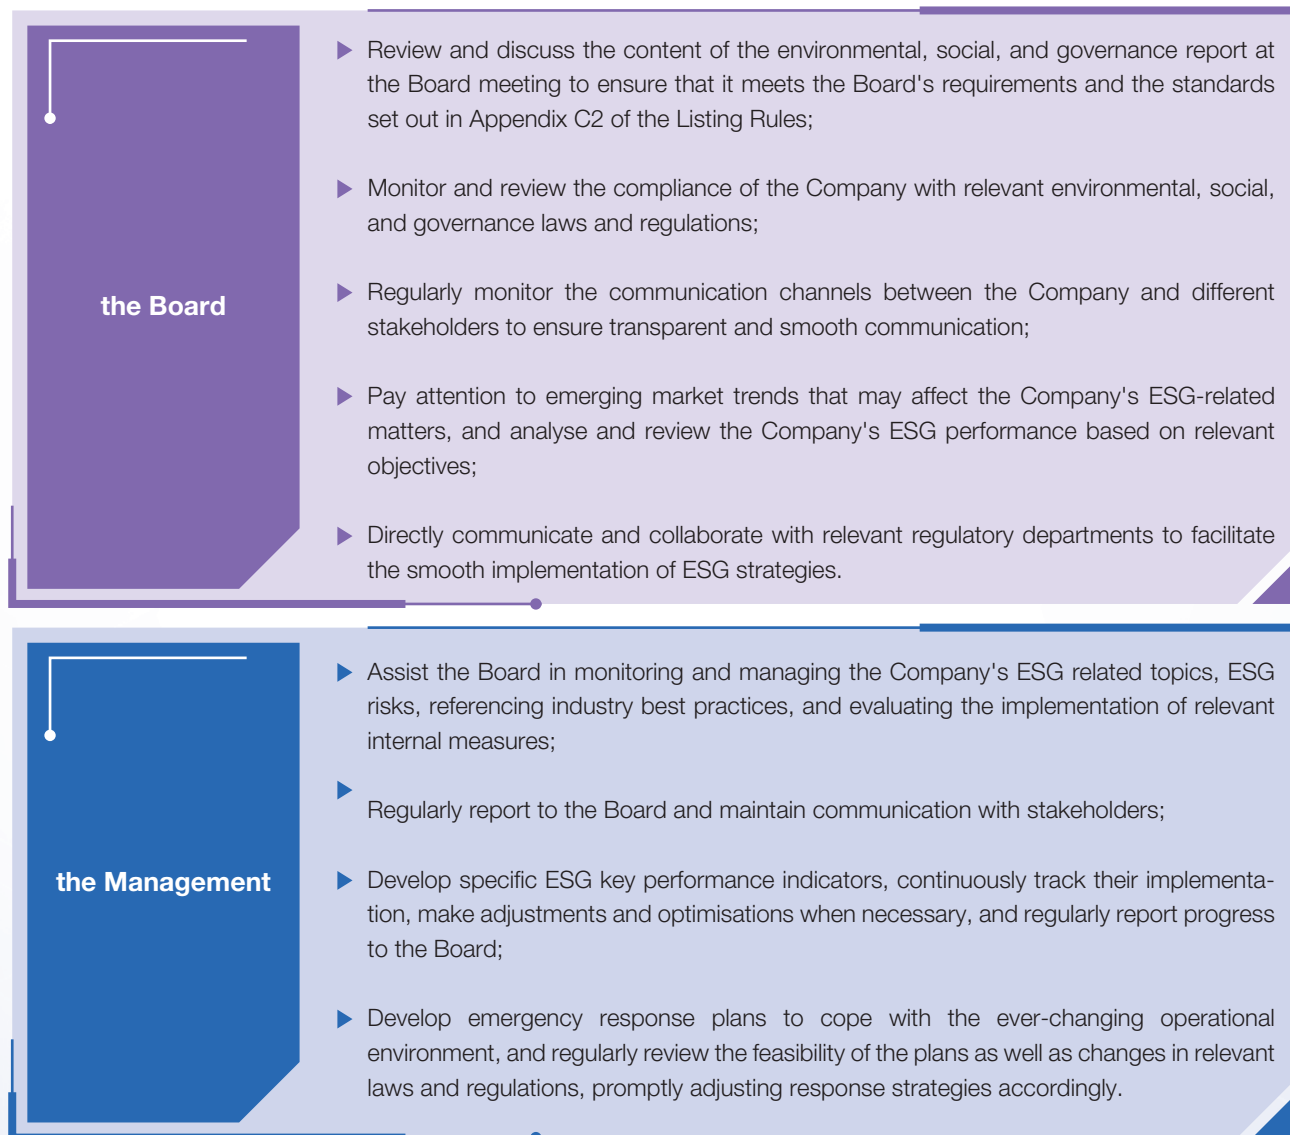 the Board
Review and discuss the content of the environmental, social, and governance report at
the Board meeting to ensure that it meets the Board's requirements and the standards
set out in Appendix C2 of the Listing Rules;
Monitor and review the compliance of the Company with relevant environmental, social,
and governance laws and regulations;
Regularly monitor the communication channels between the Company and different
stakeholders to ensure transparent and smooth communication;
Pay attention to emerging market trends that may affect the Company's ESG-related
matters, and analyse and review the Company's ESG performance based on relevant
objectives;
Directly communicate and collaborate with relevant regulatory departments to facilitate
the smooth implementation of ESG strategies.
the Management
Assist the Board in monitoring and managing the Company's ESG related topics, ESG
risks, referencing industry best practices, and evaluating the implementation of relevant
internal measures;
Regularly report to the Board and maintain communication with stakeholders;
Develop specific ESG key performance indicators, continuously track their implementa-
tion, make adjustments and optimisations when necessary, and regularly report progress
to the Board;
Develop emergency response plans to cope with the ever-changing operational
environment, and regularly review the feasibility of the plans as well as changes in relevant
laws and regulations, promptly adjusting response strategies accordingly.